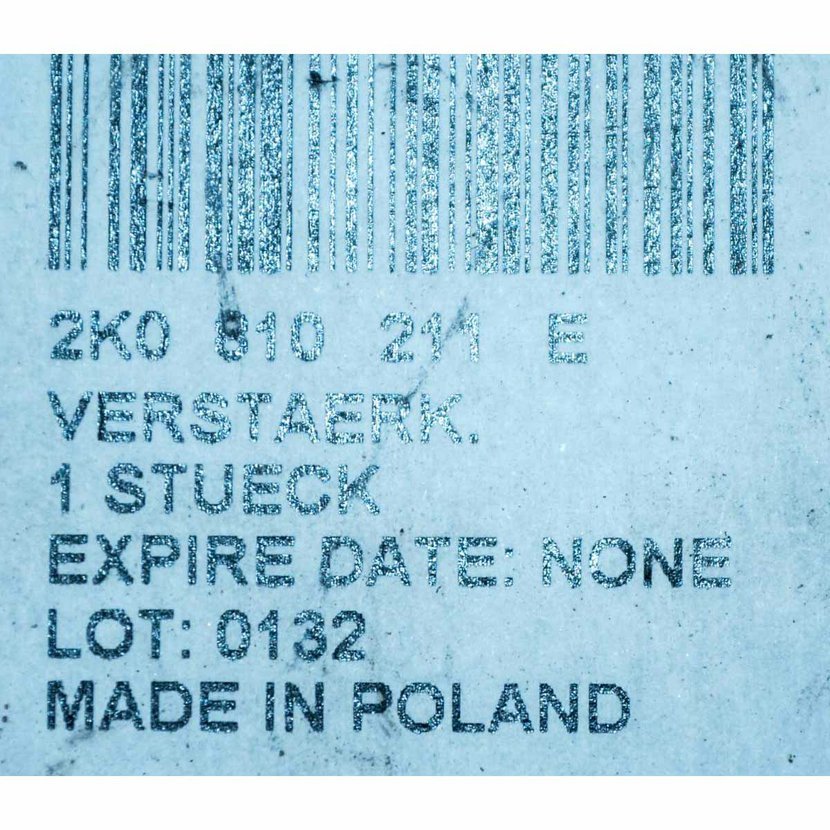 2K0 810 211 E
VERSTAERK.
1 STUECK
EXPIRE DATE: NONE
LOT: 0132
MADE IN POLAND